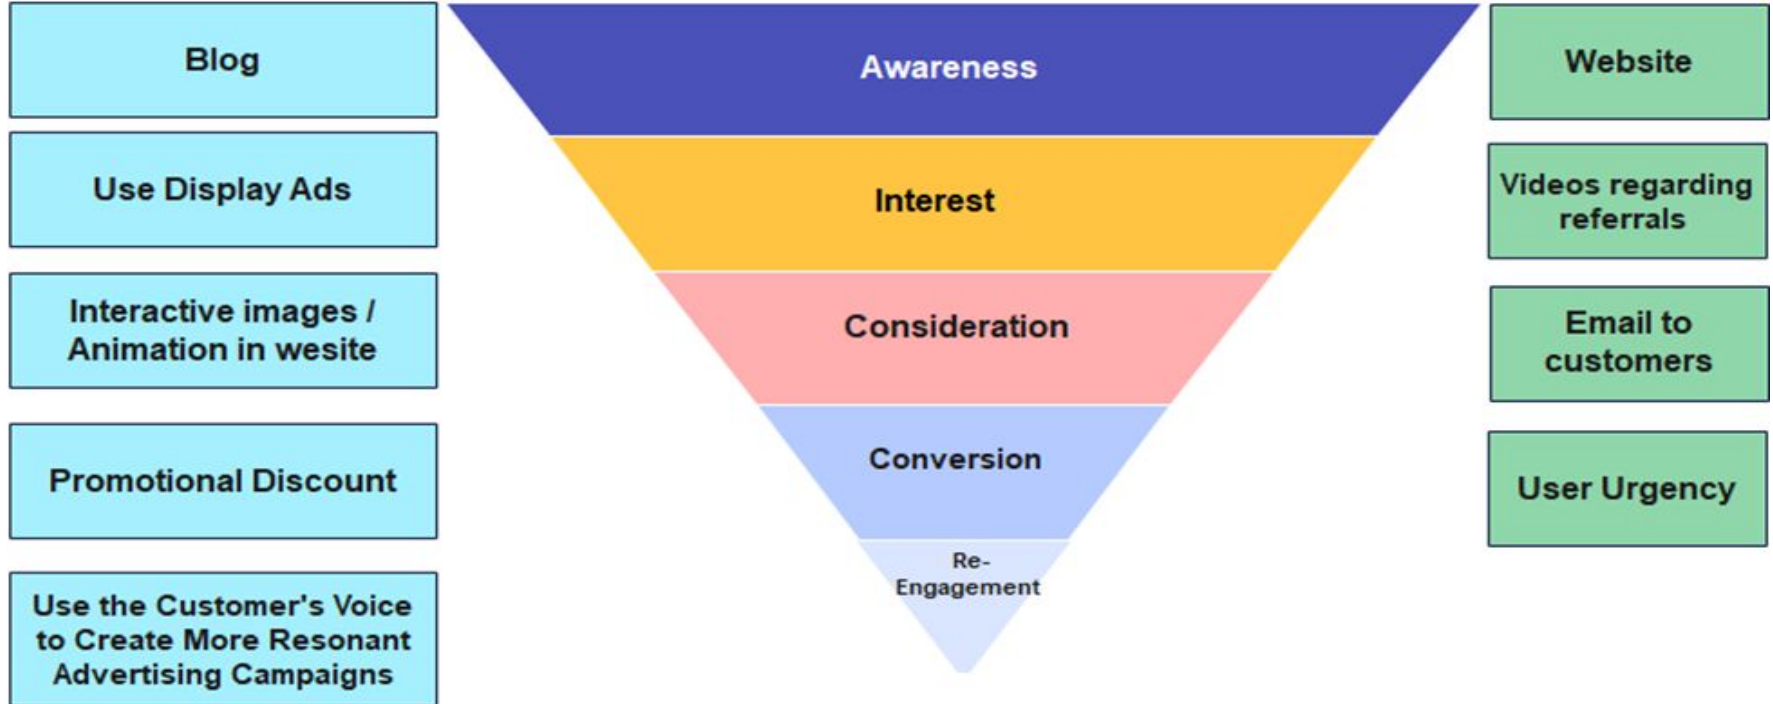 Blog
Awareness
Website
Use Display Ads
Interest
Videos regarding
referrals
Interactive images /
Animation in wesite
Consideration
Email to
customers
Promotional Discount
Conversion
User Urgency
Use the Customer's Voice
to Create More Resonant
Advertising Campaigns
Re-
Engagement